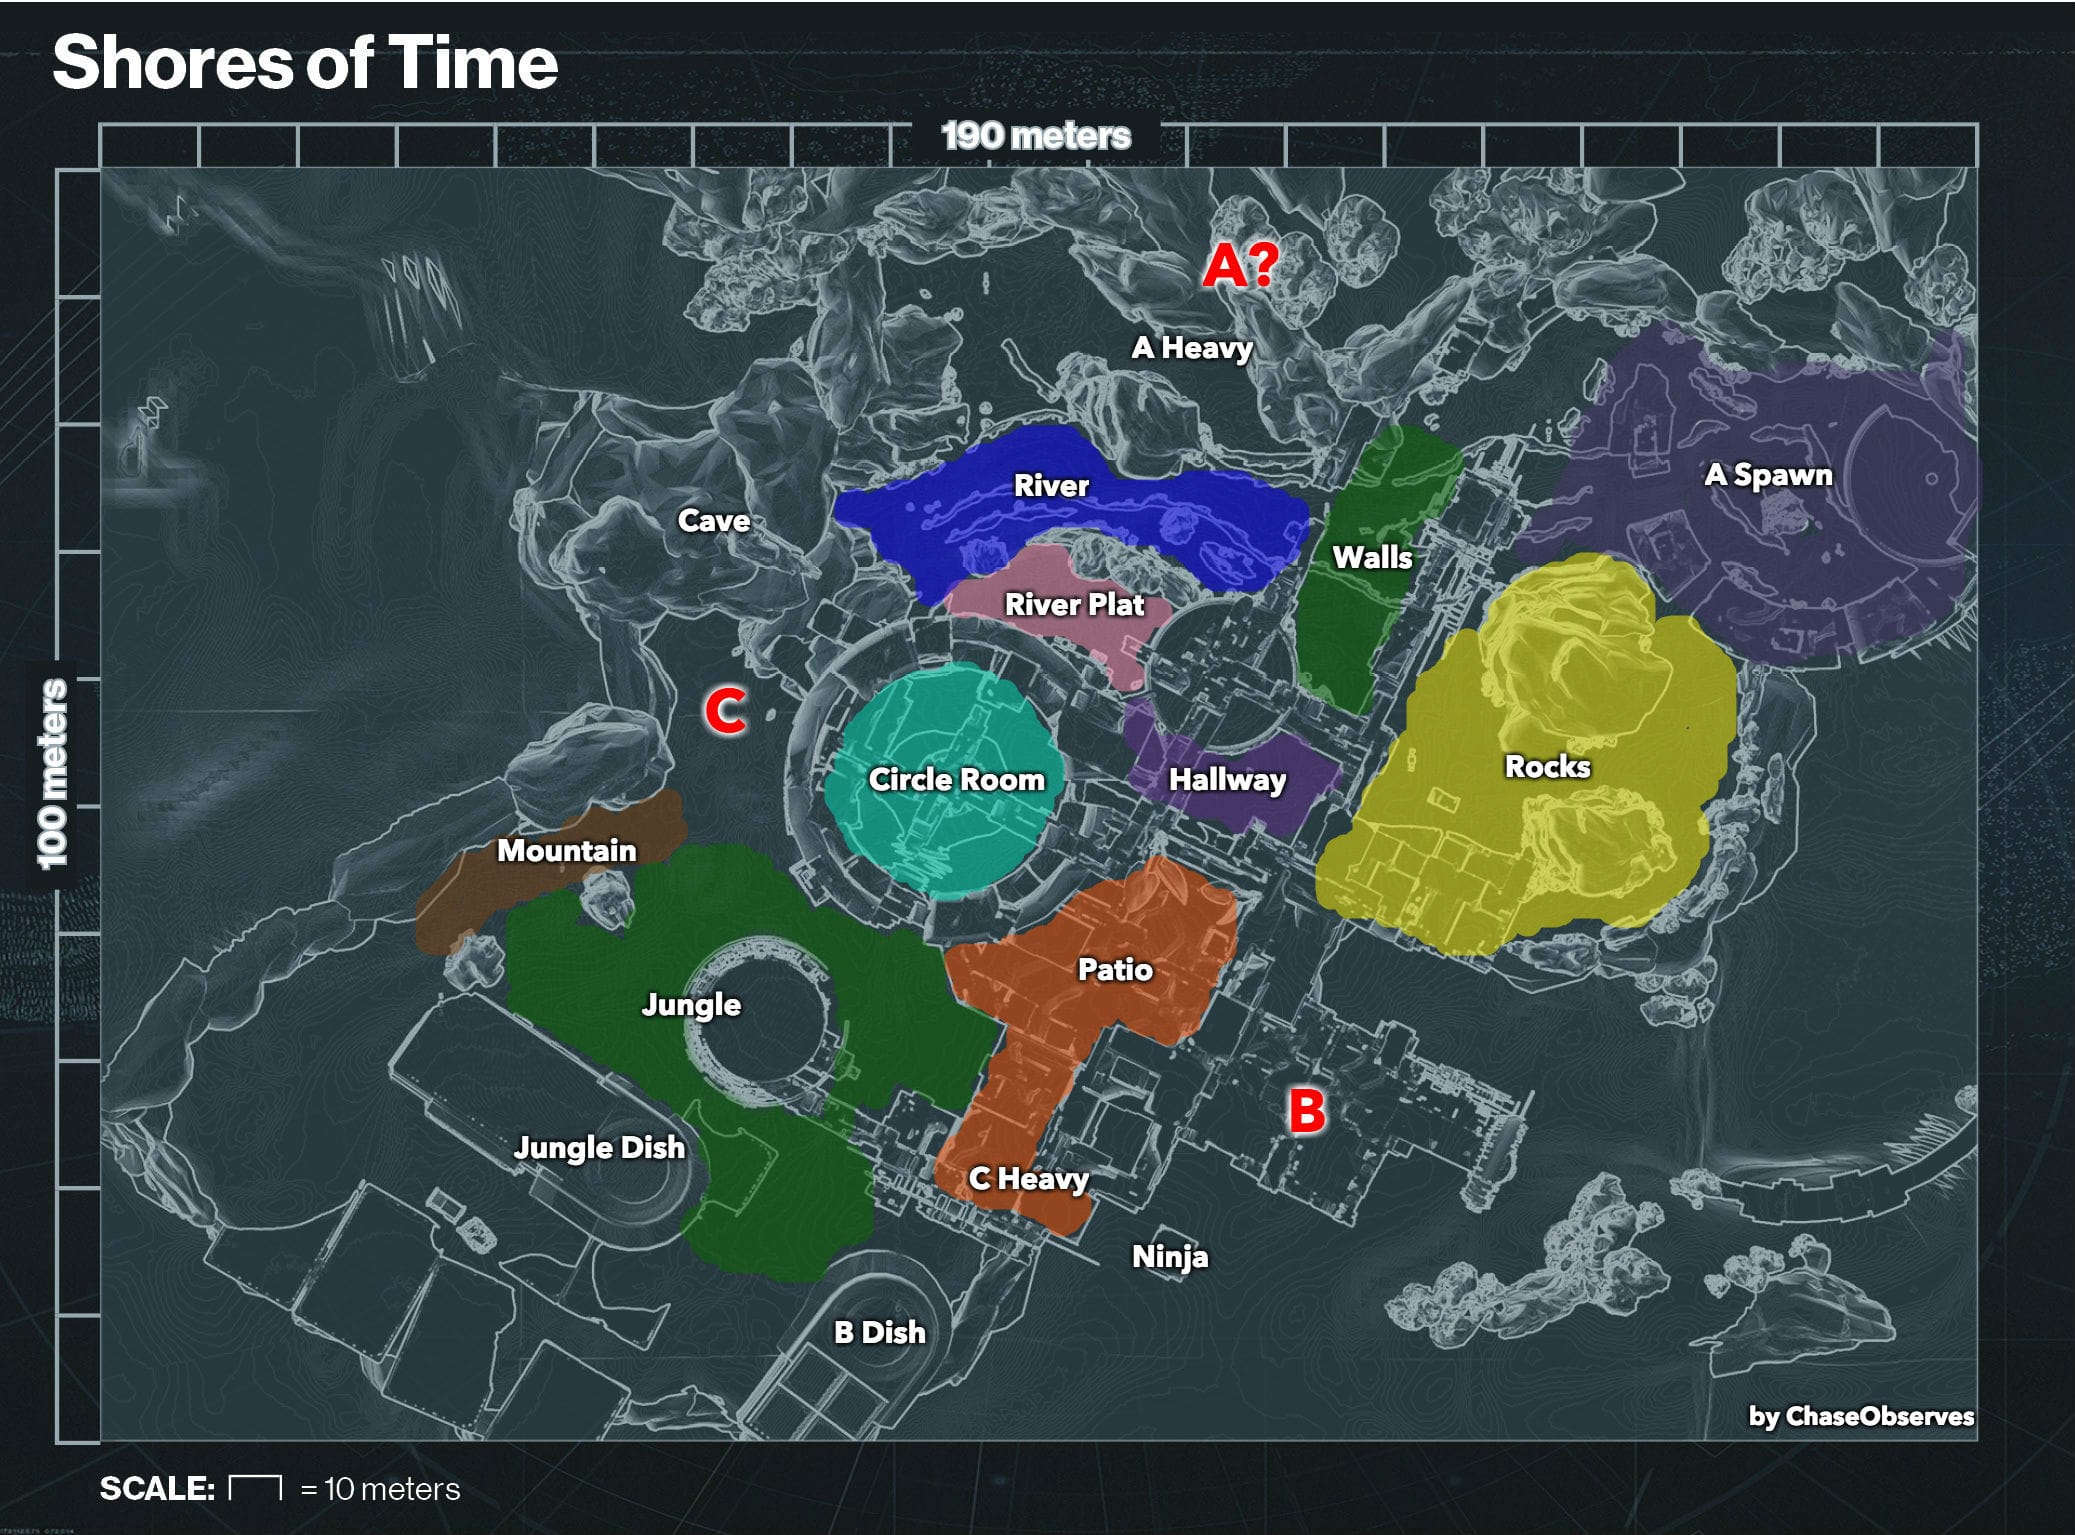 Shores of Time
190 meters
A?
A Heavy
River
A Spawn
Cave
Walls
River Plat
C
Rocks
Circle Room
Hallway
100 meters
Mountain
Patio
Jungle
B
Jungle Dish
C Heavy
Ninja
B Dish
by ChaseObserves
SCALE: = 10 meters